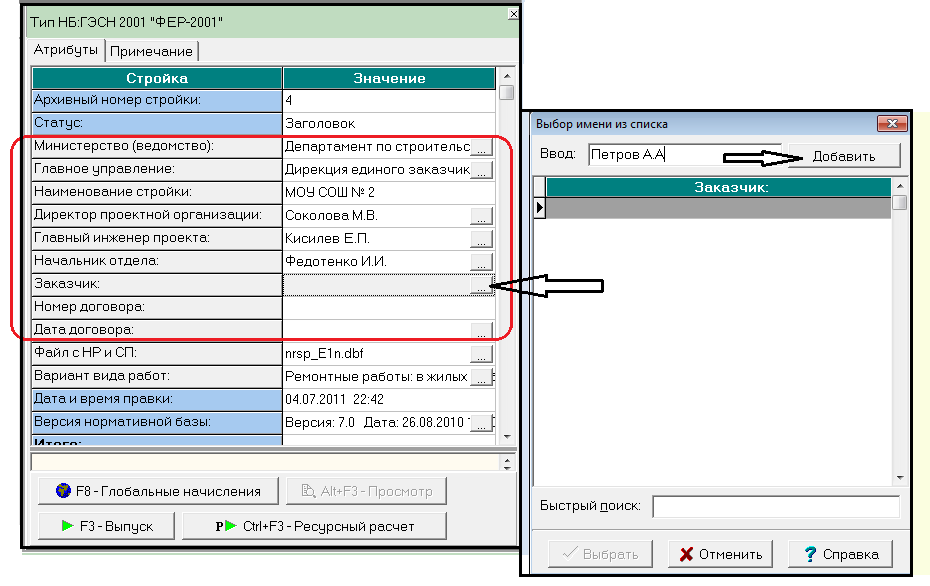 Тип НБ:ГЭСН 2001 "ФЕР-2001"
Атрибуты Примечание
Стройка Значение
Архивный номер стройки: 4
Статус: Заголовок
Министерство (ведомство): Департамент по строительс ...
Главное управление: Дирекция единого заказчик ...
Наименование стройки: МОУ СОШ № 2
Директор проектной организации: Соколова М.В. ...
Главный инженер проекта: Кисилев Е.П. ...
Начальник отдела: Федотенко И.И. ...
Заказчик: ...
Номер договора:
Дата договора: ...
Файл с НР и СП: nrsp_E1n.dbf ...
Вариант вида работ: Ремонтные работы: в жилых ...
Дата и время правки: 04.07.2011 22:42
Версия нормативной базы: Версия: 7.0 Дата: 26.08.2010 ...
Итого:
F8 - Глобальные начисления Alt+F3 - Просмотр
F3 - Выпуск P Ctrl+F3 - Ресурсный расчет
Выбор имени из списка
Ввод: Петров А.А Добавить
Заказчик:
Быстрый поиск:
Выбрать Отменить ? Справка